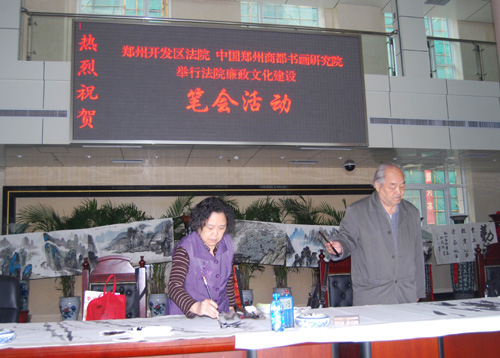 热烈祝贺
郑州开发区法院 中国郑州商都书画研究院
举行法院廉政文化建设
笔会活动